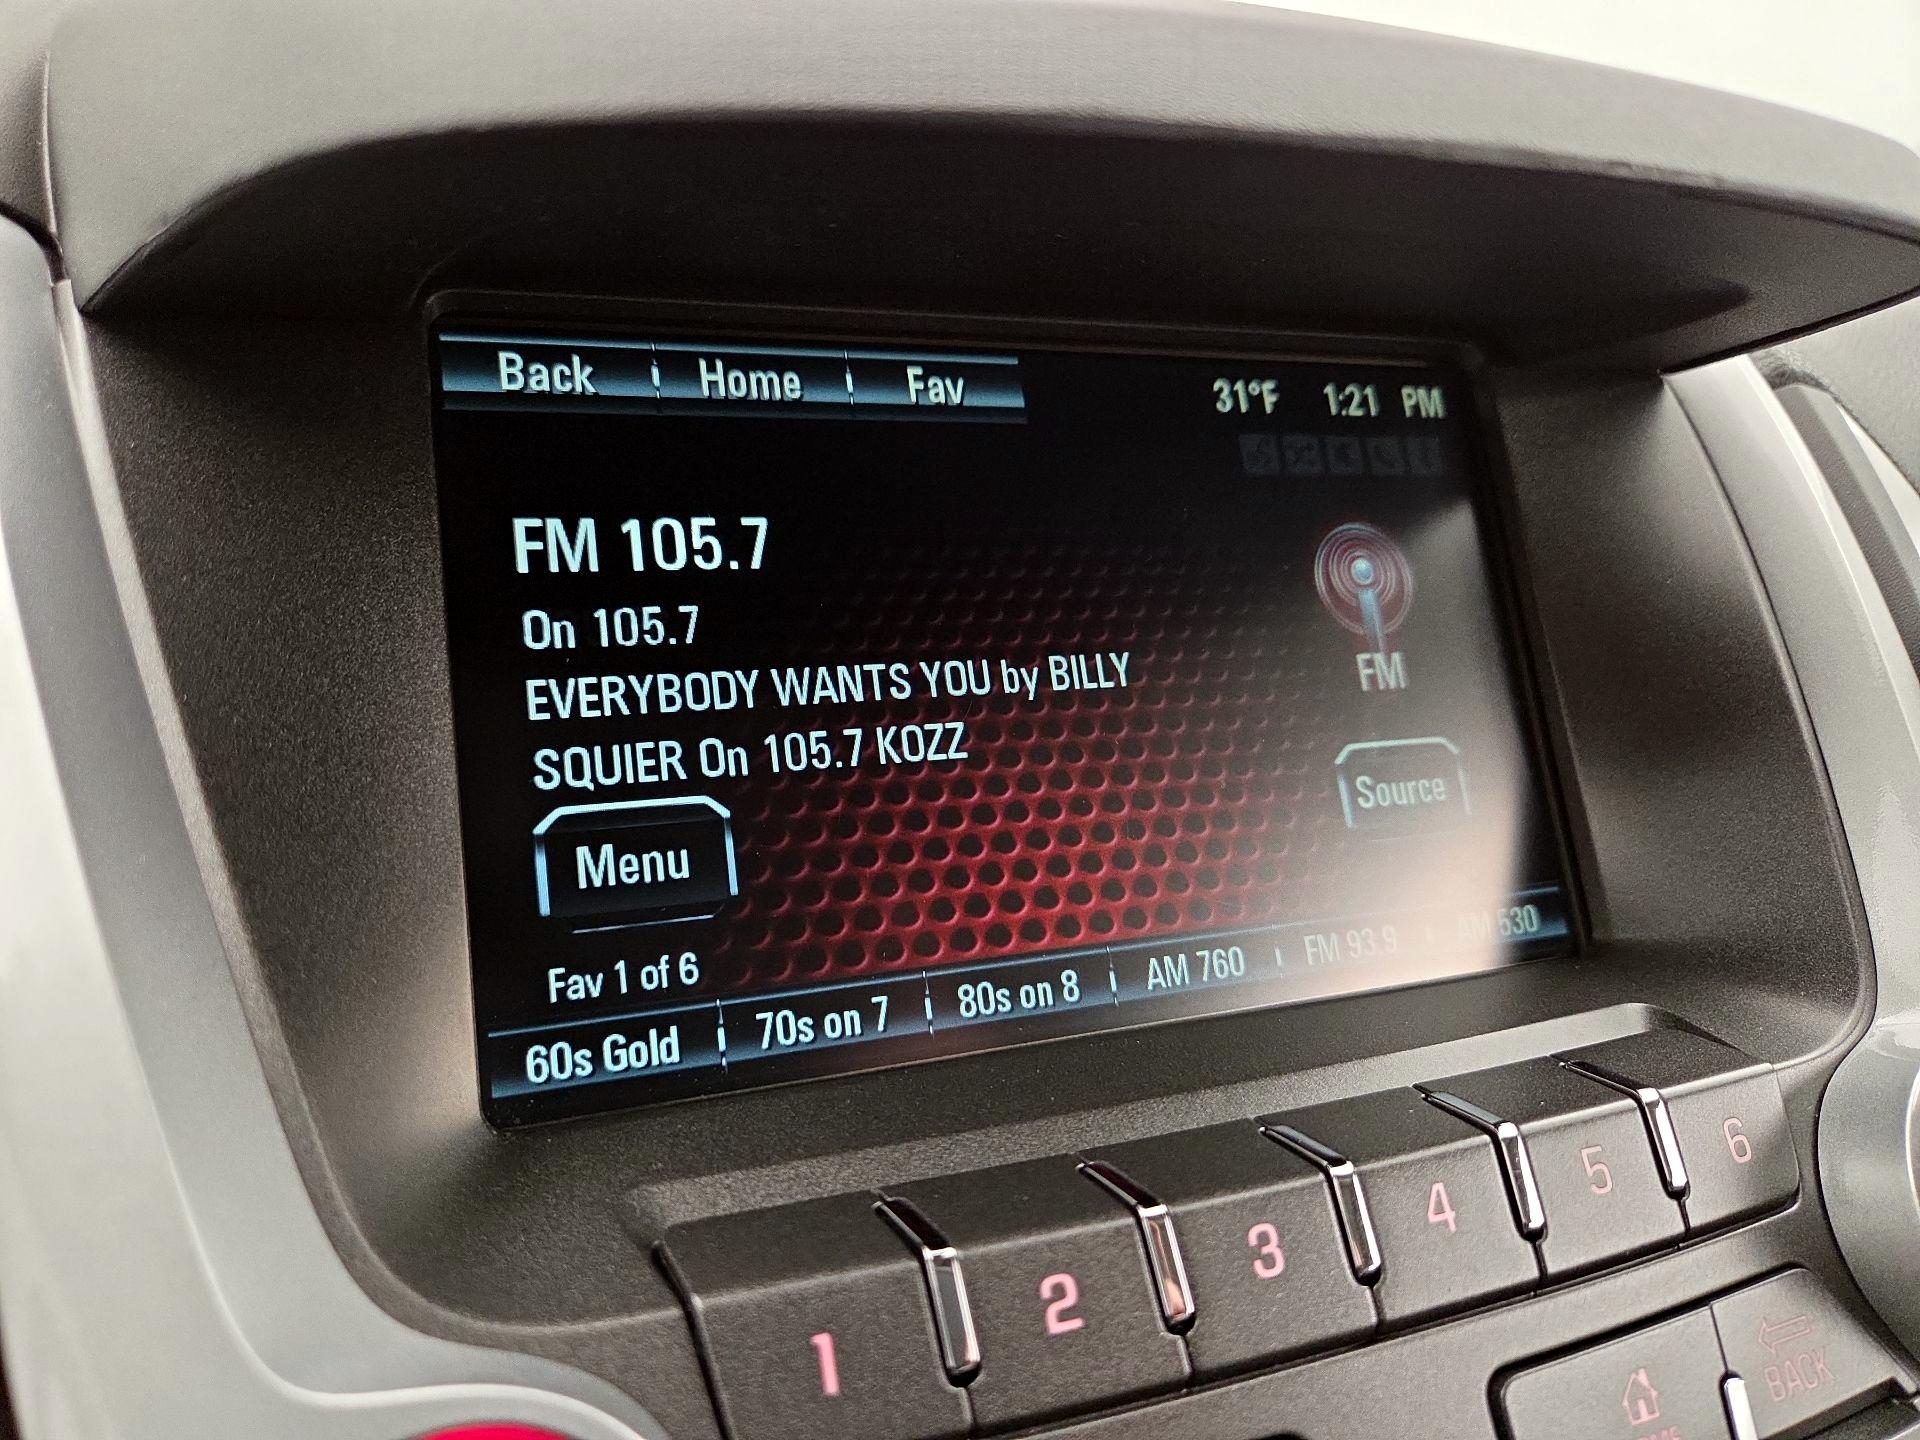 Back Home Fav 31°F 1:21 PM
FM 105.7
On 105.7
EVERYBODY WANTS YOU by BILLY
SQUIER On 105.7 KOZZ
FM
Source
Menu
Fav 1 of 6
60s Gold 70s on 7 80s on 8 AM 760 FM 93.9 AM 530
1 2 3 4 5 6
BACK